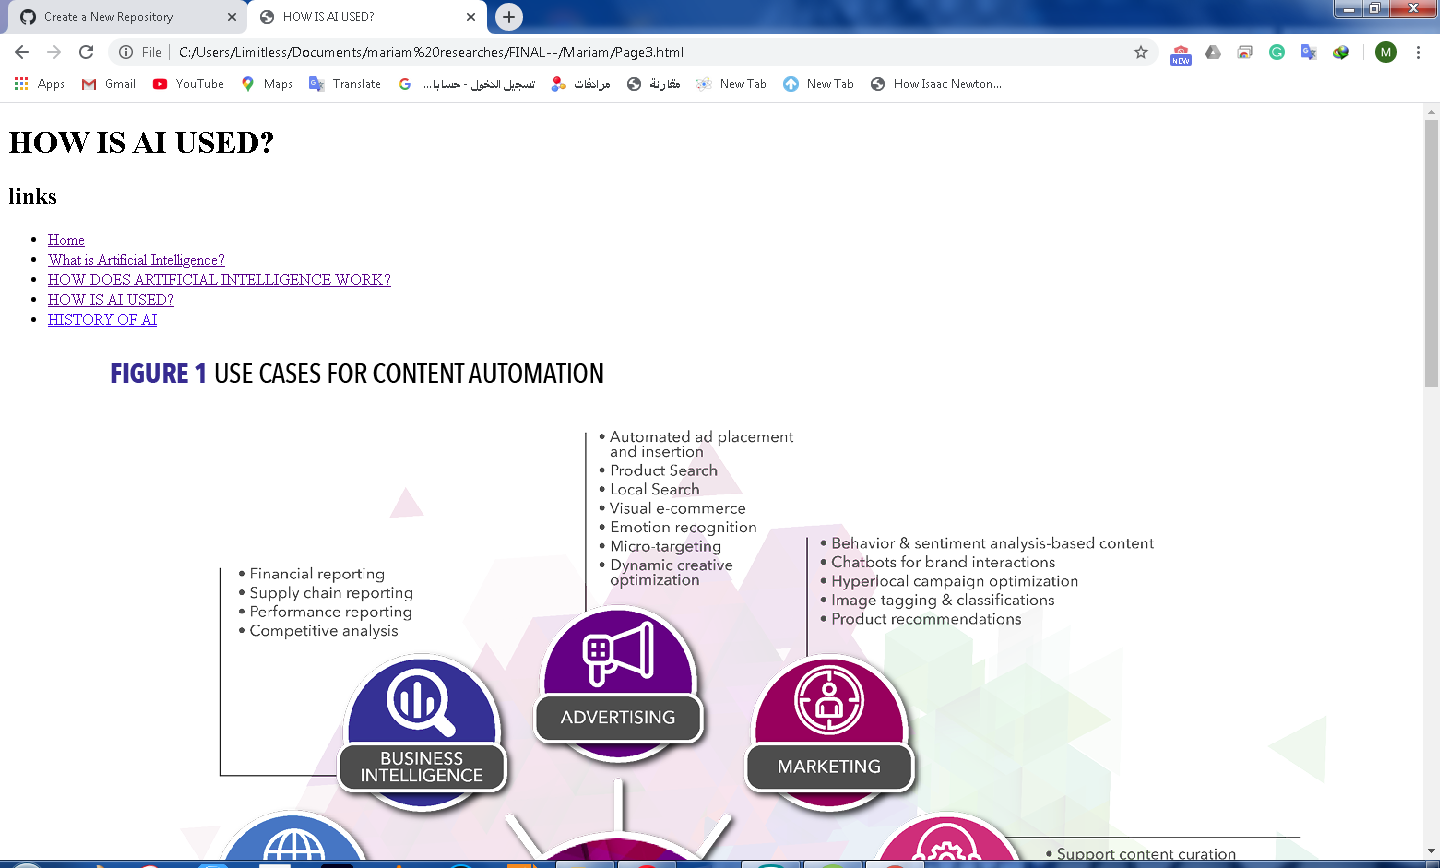 Create a New Repository
HOW IS AI USED?
File
C:/Users/Limitless/Documents/mariam%20researches/FINAL--/Mariam/Page3.html
NEW
M
Apps
Gmail
YouTube
Maps
Translate
تسجيل الدخول - حسابا...
مرادفات
مقارنة
New Tab
New Tab
How Isaac Newton...
HOW IS AI USED?
links
• Home
• What is Artificial Intelligence?
• HOW DOES ARTIFICIAL INTELLIGENCE WORK?
• HOW IS AI USED?
• HISTORY OF AI
FIGURE 1 USE CASES FOR CONTENT AUTOMATION
• Automated ad placement
and insertion
• Product Search
• Local Search
• Visual e-commerce
• Emotion recognition
• Micro-targeting
• Dynamic creative
optimization
• Behavior & sentiment analysis-based content
• Chatbots for brand interactions
• Hyperlocal campaign optimization
• Image tagging & classifications
• Product recommendations
• Financial reporting
• Supply chain reporting
• Performance reporting
• Competitive analysis
ADVERTISING
BUSINESS
INTELLIGENCE
MARKETING
• Support content curation